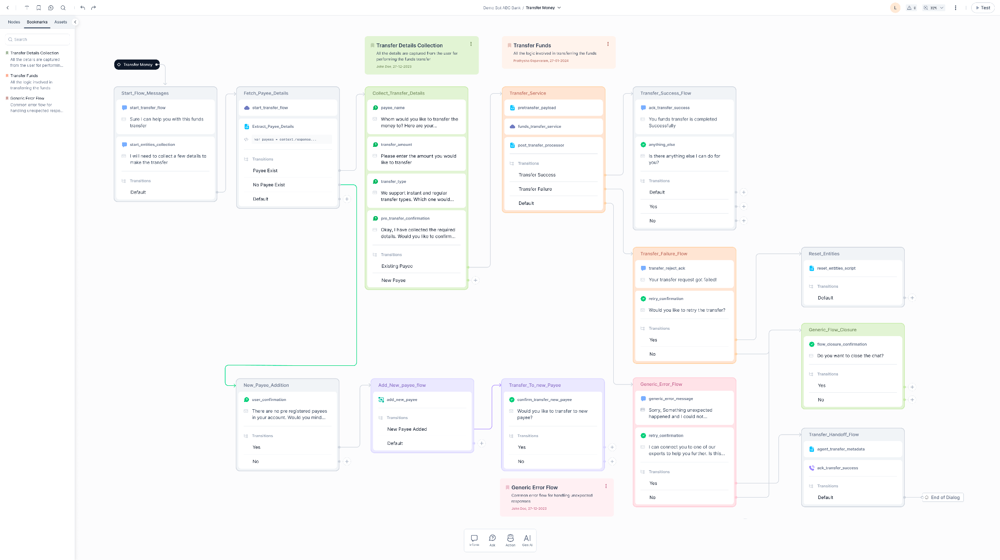 Demo Bot ABC Bank / Transfer Money
L
0
32%
Test
Nodes
Bookmarks
Assets
Search
Transfer Details Collection
All the details are captured
from the user for performin...
Transfer Funds
All the logic involved in
transferring the funds
Generic Error Flow
Common error flow for
handling unexpected respo...
Transfer Money
Transfer Details Collection
All the details are captured from the user for
performing the funds transfer
John Doe, 27-12-2023
Transfer Funds
All the logic involved in transferring the funds
Prathysha Gopavaram, 27-01-2024
Start_Flow_Messages
start_transfer_flow
Sure I can help you with this funds
transfer
start_entities_collection
I will need to collect a few details to
make the transfer
Transitions
Default
Fetch_Payee_Details
start_transfer_flow
Extract_Payee_Details
var payees = context.response...
Transitions
Payee Exist
No Payee Exist
Default
Collect_Transfer_Details
payee_name
Whom would you like to transfer the
money to? Here are your...
transfer_amount
Please enter the amount you would
like to transfer
transfer_type
We support instant and regular
transfer types. Which one would...
pre_transfer_confirmation
Okay, I have collected the required
details. Would you like to confirm...
Transitions
Existing Payee
New Payee
Transfer_Service
pretransfer_payload
funds_transfer_service
post_transfer_processor
Transitions
Transfer Success
Transfer Failure
Default
Transfer_Success_Flow
ack_transfer_success
You funds transfer is completed
Successfully
anything_else
Is there anything else I can do for
you?
Transitions
Default
Yes
No
Transfer_Failure_Flow
transfer_reject_ack
Your transfer request got failed!
retry_confirmation
Would you like to retry the transfer?
Transitions
Yes
No
Reset_Entities
reset_entities_script
Transitions
Default
Generic_Flow_Closure
flow_closure_confirmation
Do you want to close the chat?
Transitions
Yes
No
New_Payee_Addition
user_confirmation
There are no pre registered payees
in your account. Would you mind...
Transitions
Yes
No
Add_New_payee_flow
add_new_payee
Transitions
New Payee Added
Default
Transfer_To_new_Payee
confirm_transfer_new_payee
Would you like to transfer to new
payee?
Transitions
Yes
No
Generic_Error_Flow
generic_error_message
Sorry, Something unexpected
happened and I could not...
retry_confirmation
I can connect you to one of our
experts to help you further. Is this...
Transitions
Yes
No
Transfer_Handoff_Flow
agent_transfer_metadata
ack_transfer_success
Transitions
Default
End of Dialog
Generic Error Flow
Common error flow for handling unexpected
responses
John Doe, 27-12-2023
Inform
Ask
Action
AI
Gen AI